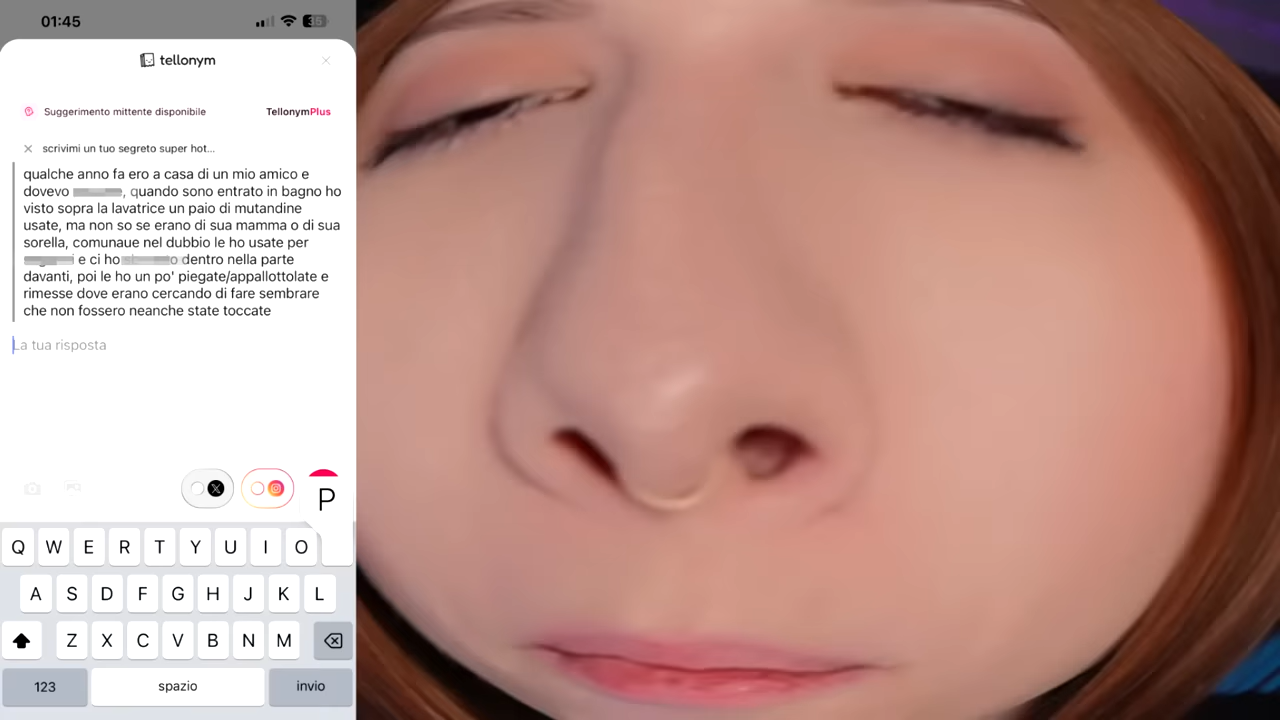 01:45
35
tellonym
Suggerimento mittente disponibile
TellonymPlus
scrivimi un tuo segreto super hot...
qualche anno fa ero a casa di un mio amico e
dovevo , quando sono entrato in bagno ho
visto sopra la lavatrice un paio di mutandine
usate, ma non so se erano di sua mamma o di sua
sorella, comunaue nel dubbio le ho usate per
e ci ho dentro nella parte
davanti, poi le ho un po' piegate/appallottolate e
rimesse dove erano cercando di fare sembrare
che non fossero neanche state toccate
La tua risposta
P
Q W E R T Y U I O
A S D F G H J K L
Z X C V B N M
123 spazio invio